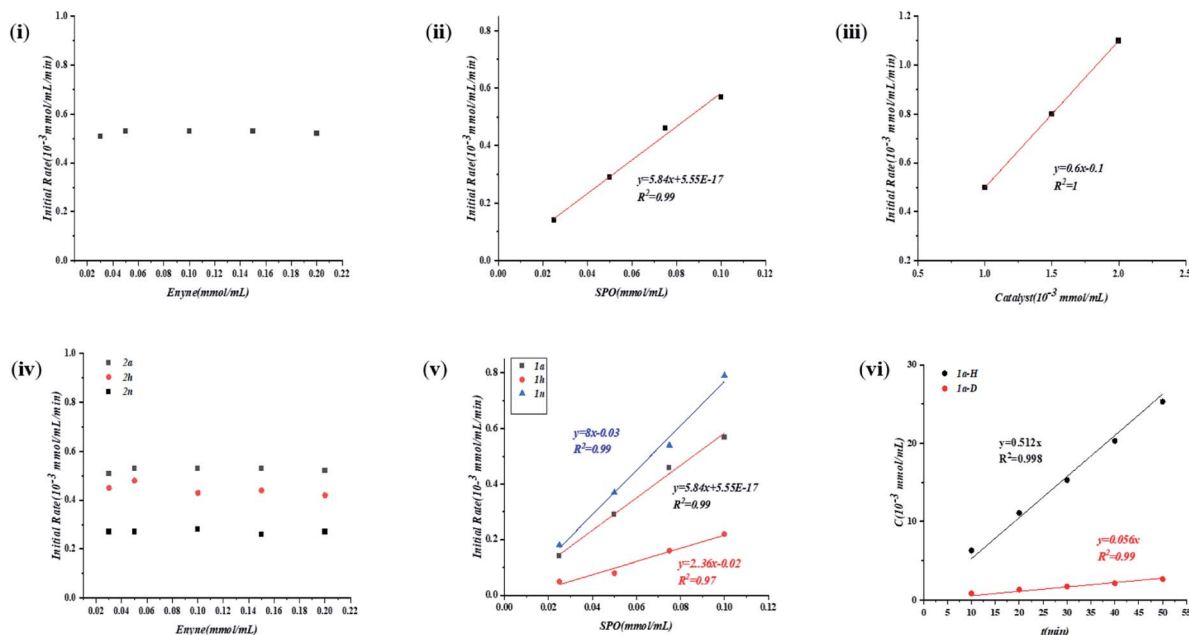 (i)
Initial Rate(10⁻³ mmol/mL/min)
1.0
0.8
0.6
0.4
0.2
0.0
0.02 0.04 0.06 0.08 0.10 0.12 0.14 0.16 0.18 0.20 0.22
Enyne(mmol/mL)
(ii)
Initial Rate(10⁻³ mmol/mL/min)
0.8
0.6
0.4
0.2
0.0
y=5.84x+5.55E-17
R²=0.99
0.00 0.02 0.04 0.06 0.08 0.10 0.12
SPO(mmol/mL)
(iii)
Initial Rate(10⁻³ mmol/mL/min)
1.2
1.0
0.8
0.6
0.4
0.2
y=0.6x-0.1
R²=1
0.5 1.0 1.5 2.0 2.5
Catalyst(10⁻³ mmol/mL)
(iv)
2a
2h
2n
Initial Rate(10⁻³ mmol/mL/min)
1.0
0.8
0.6
0.4
0.2
0.0
0.02 0.04 0.06 0.08 0.10 0.12 0.14 0.16 0.18 0.20 0.22
Enyne(mmol/mL)
(v)
1a
1h
1n
Initial Rate(10⁻³ mmol/mL/min)
0.8
0.6
0.4
0.2
0.0
y=8x-0.03
R²=0.99
y=5.84x+5.55E-17
R²=0.99
y=2..36x-0.02
R²=0.97
0.00 0.02 0.04 0.06 0.08 0.10 0.12
SPO(mmol/mL)
(vi)
1a-H
1a-D
C(10⁻³ mmol/mL)
30
20
10
0
y=0.512x
R²=0.998
y=0.056x
R²=0.99
0 5 10 15 20 25 30 35 40 45 50 55
t(min)